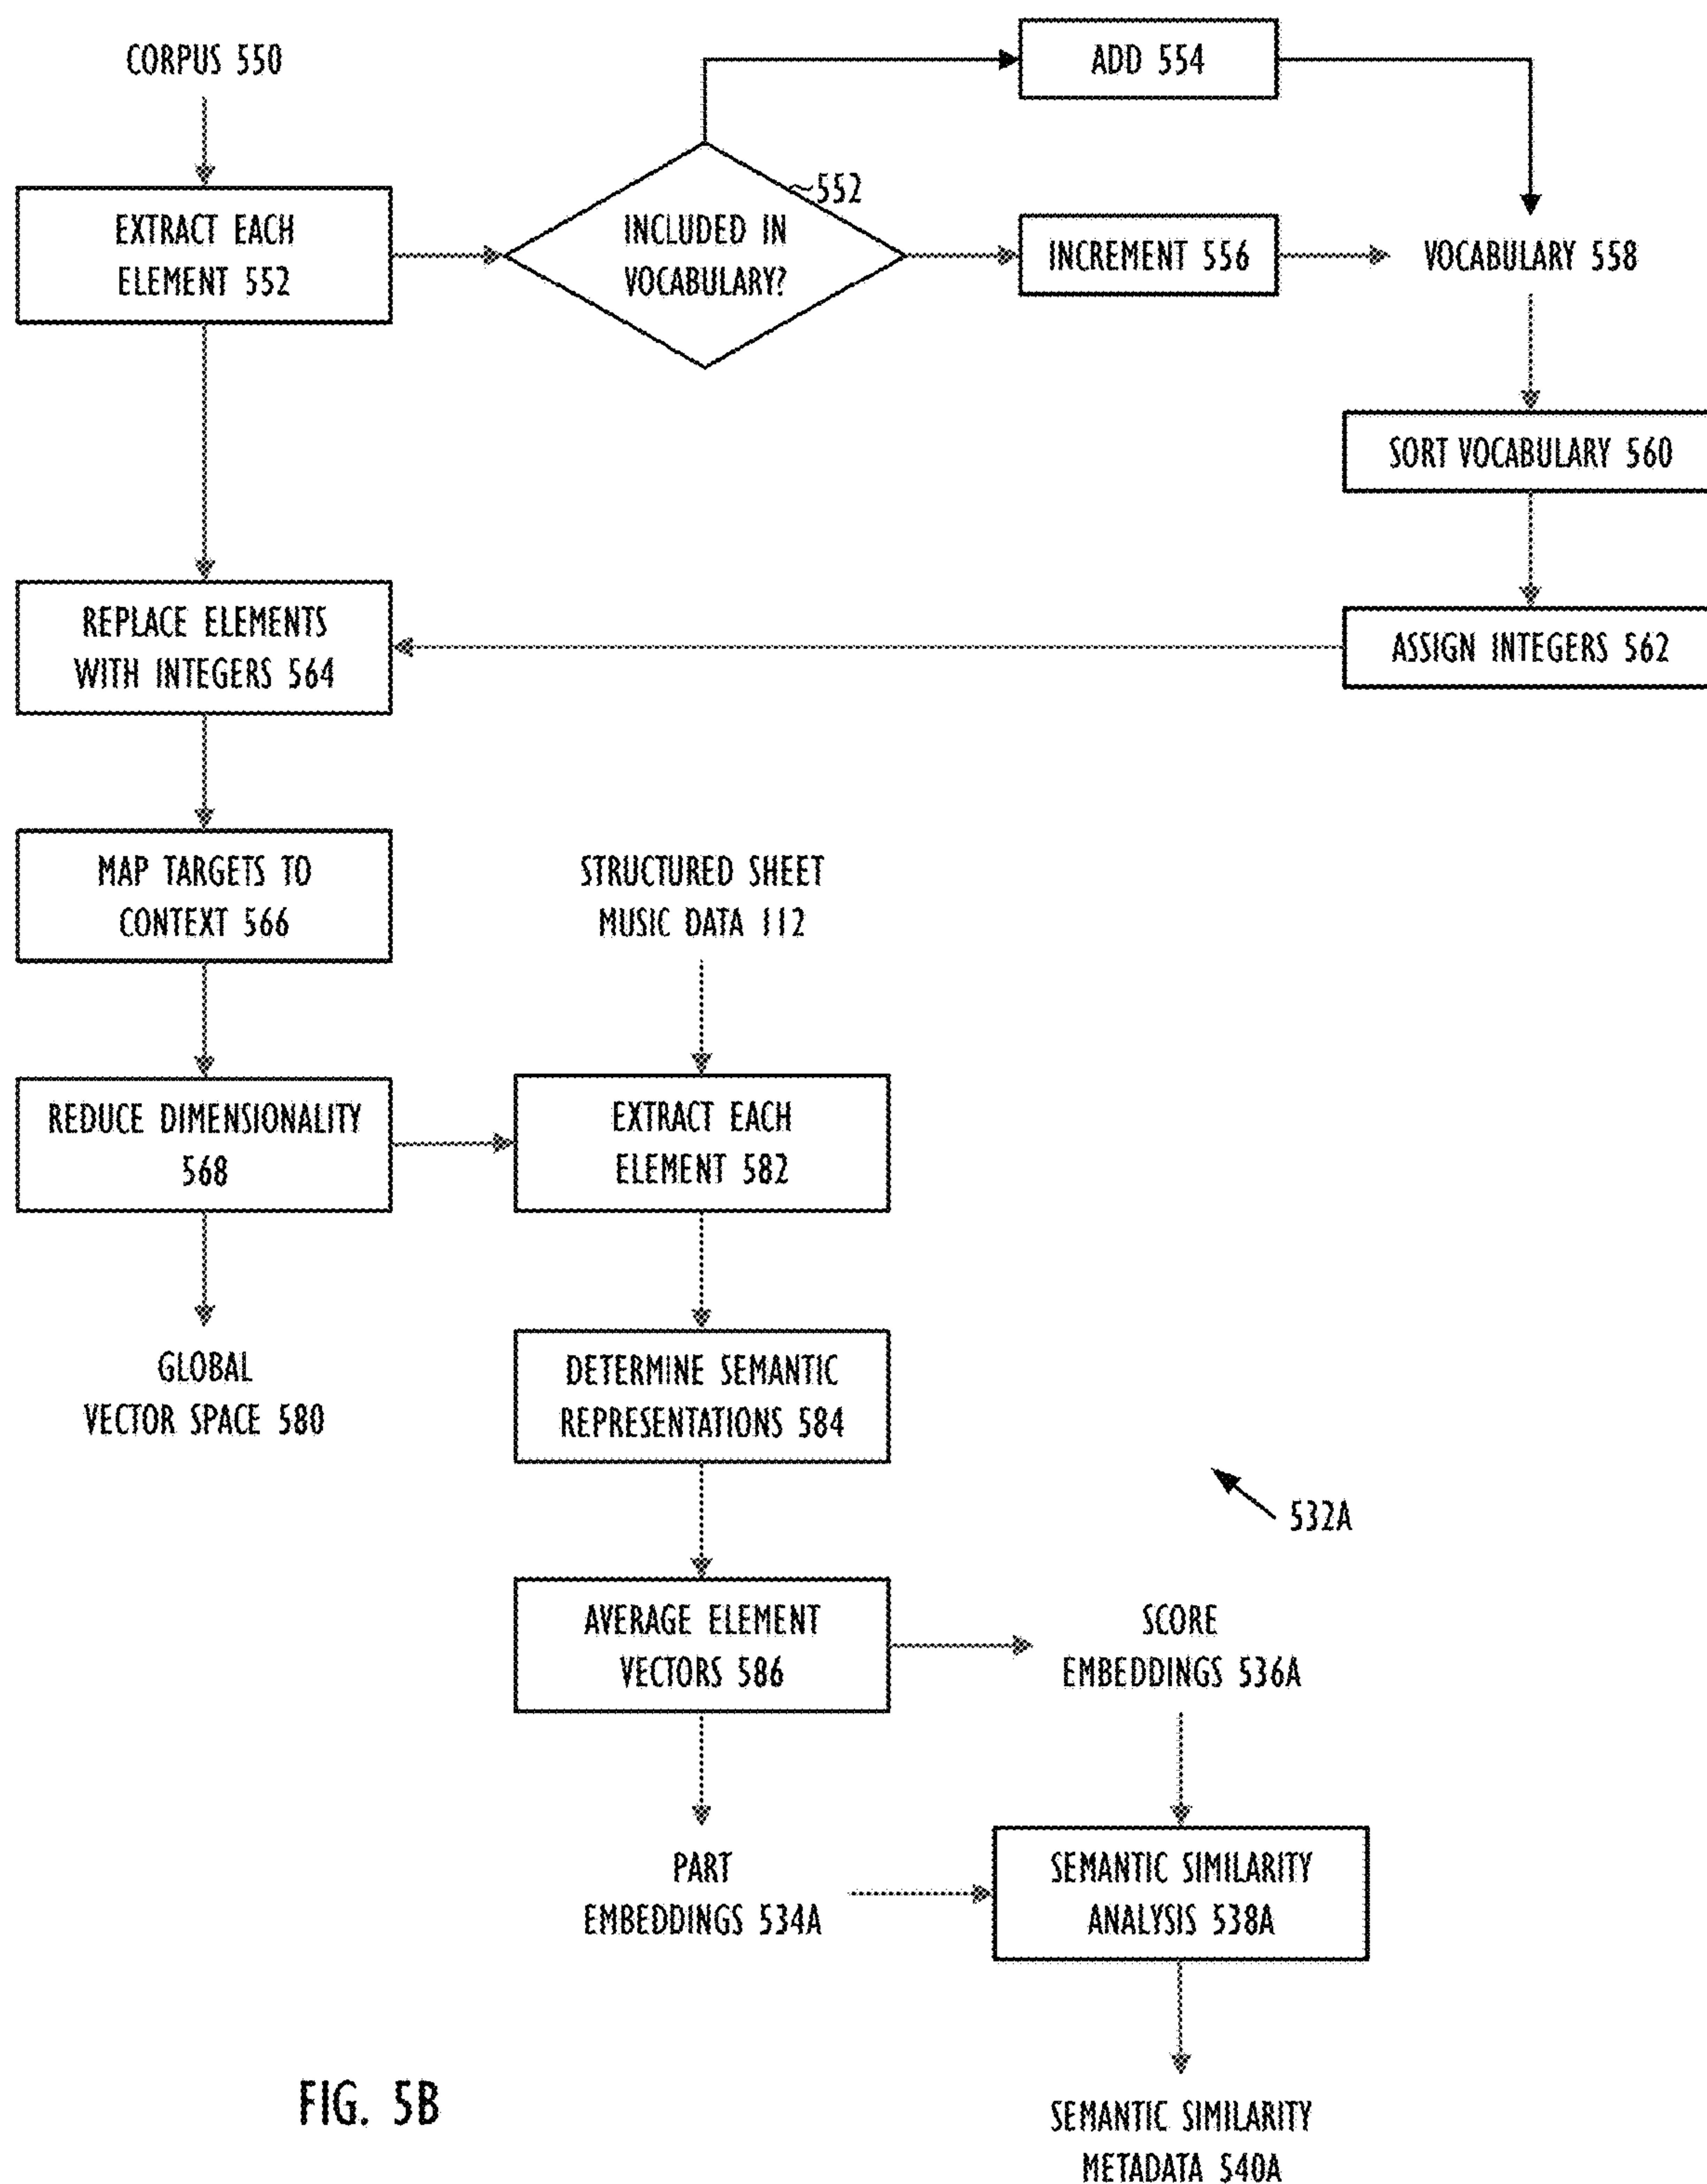 CORPUS 550
ADD 554
EXTRACT EACH
ELEMENT 552
552
INCLUDED IN
VOCABULARY?
INCREMENT 556
VOCABULARY 558
SORT VOCABULARY 560
ASSIGN INTEGERS 562
REPLACE ELEMENTS
WITH INTEGERS 564
MAP TARGETS TO
CONTEXT 566
STRUCTURED SHEET
MUSIC DATA 112
REDUCE DIMENSIONALITY
568
EXTRACT EACH
ELEMENT 582
GLOBAL
VECTOR SPACE 580
DETERMINE SEMANTIC
REPRESENTATIONS 584
532A
AVERAGE ELEMENT
VECTORS 586
SCORE
EMBEDDINGS 536A
PART
EMBEDDINGS 534A
SEMANTIC SIMILARITY
ANALYSIS 538A
SEMANTIC SIMILARITY
METADATA 540A
FIG. 5B